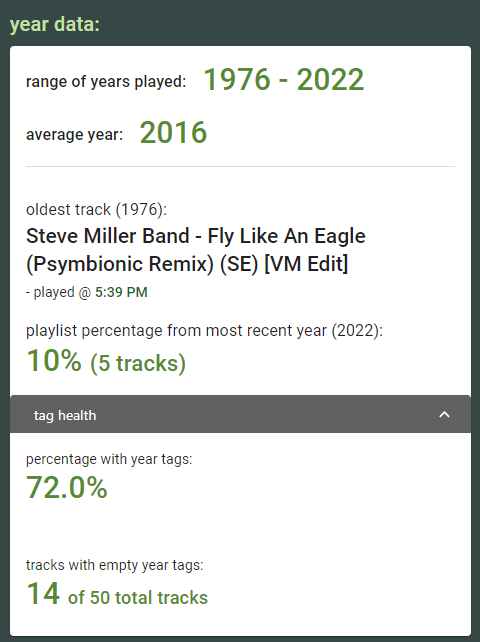 year data:
range of years played: 1976 - 2022
average year: 2016
oldest track (1976):
Steve Miller Band - Fly Like An Eagle
(Psymbionic Remix) (SE) [VM Edit]
- played @ 5:39 PM
playlist percentage from most recent year (2022):
10% (5 tracks)
tag health
percentage with year tags:
72.0%
tracks with empty year tags:
14 of 50 total tracks